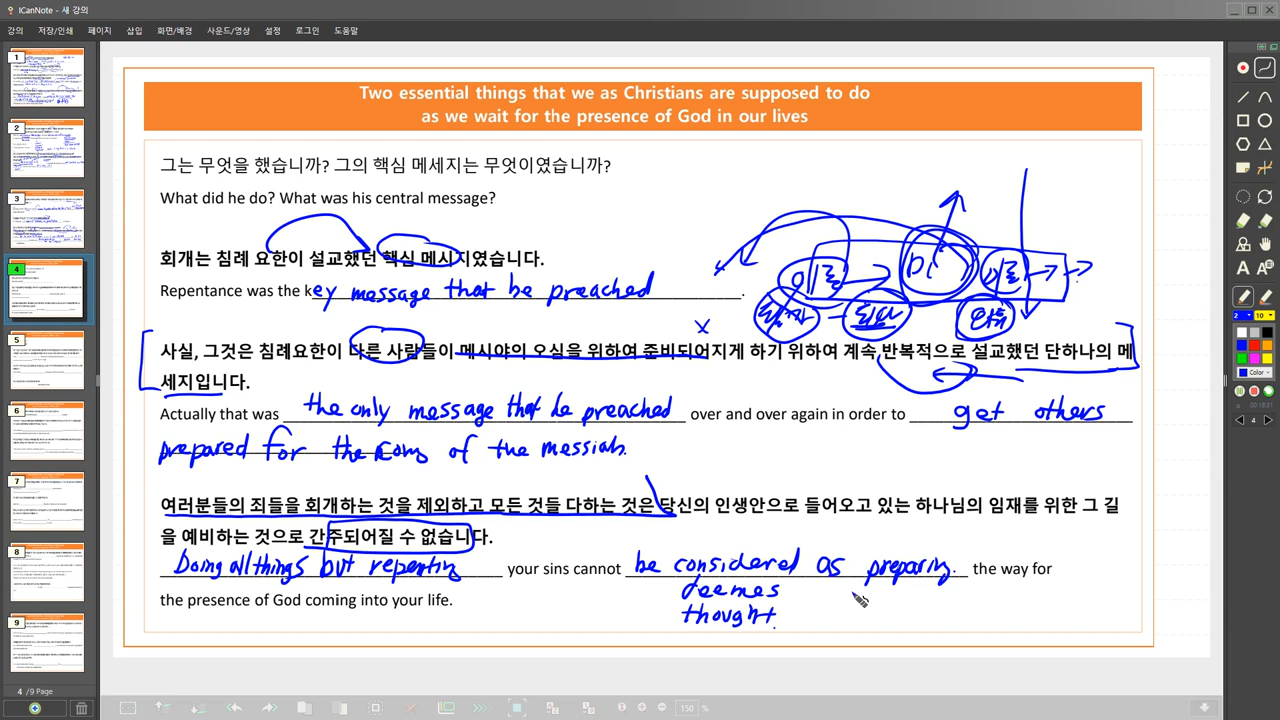 ICanNote - 새 강의
강의 저장/인쇄 페이지 삽입 화면/배경 사운드/영상 설정 로그인 도움말
Two essential things that we as Christians are supposed to do
as we wait for the presence of God in our lives
그는 무엇을 했습니까? 그의 핵심 메세지는 무엇이였습니까?
What did he do? What was his central message?
회개는 침례 요한이 설교했던 핵심 메시지였습니다.
Repentance was the key message that he preached
사실, 그것은 침례요한이 다른 사람들이 메시야의 오심을 위하여 준비되어지게 하기 위하여 계속 반복적으로 설교했던 단하나의 메
세지입니다.
Actually that was the only message that he preached over and over again in order to get others
prepared for the coming of the messiah.
여러분들의 죄들을 회개하는 것을 제외하고 모든 것들 다하는 것은 당신의 인생안으로 들어오고 있는 하나님의 임재를 위한 그 길
을 예비하는 것으로 간주되어질 수 없습니다.
Doing all things but repenting your sins cannot be considered as preparing. the way for
deemes
the presence of God coming into your life.
thought.
1
2
3
4
5
6
7
8
9
4 /9 Page
150 %
2
10
Color
4